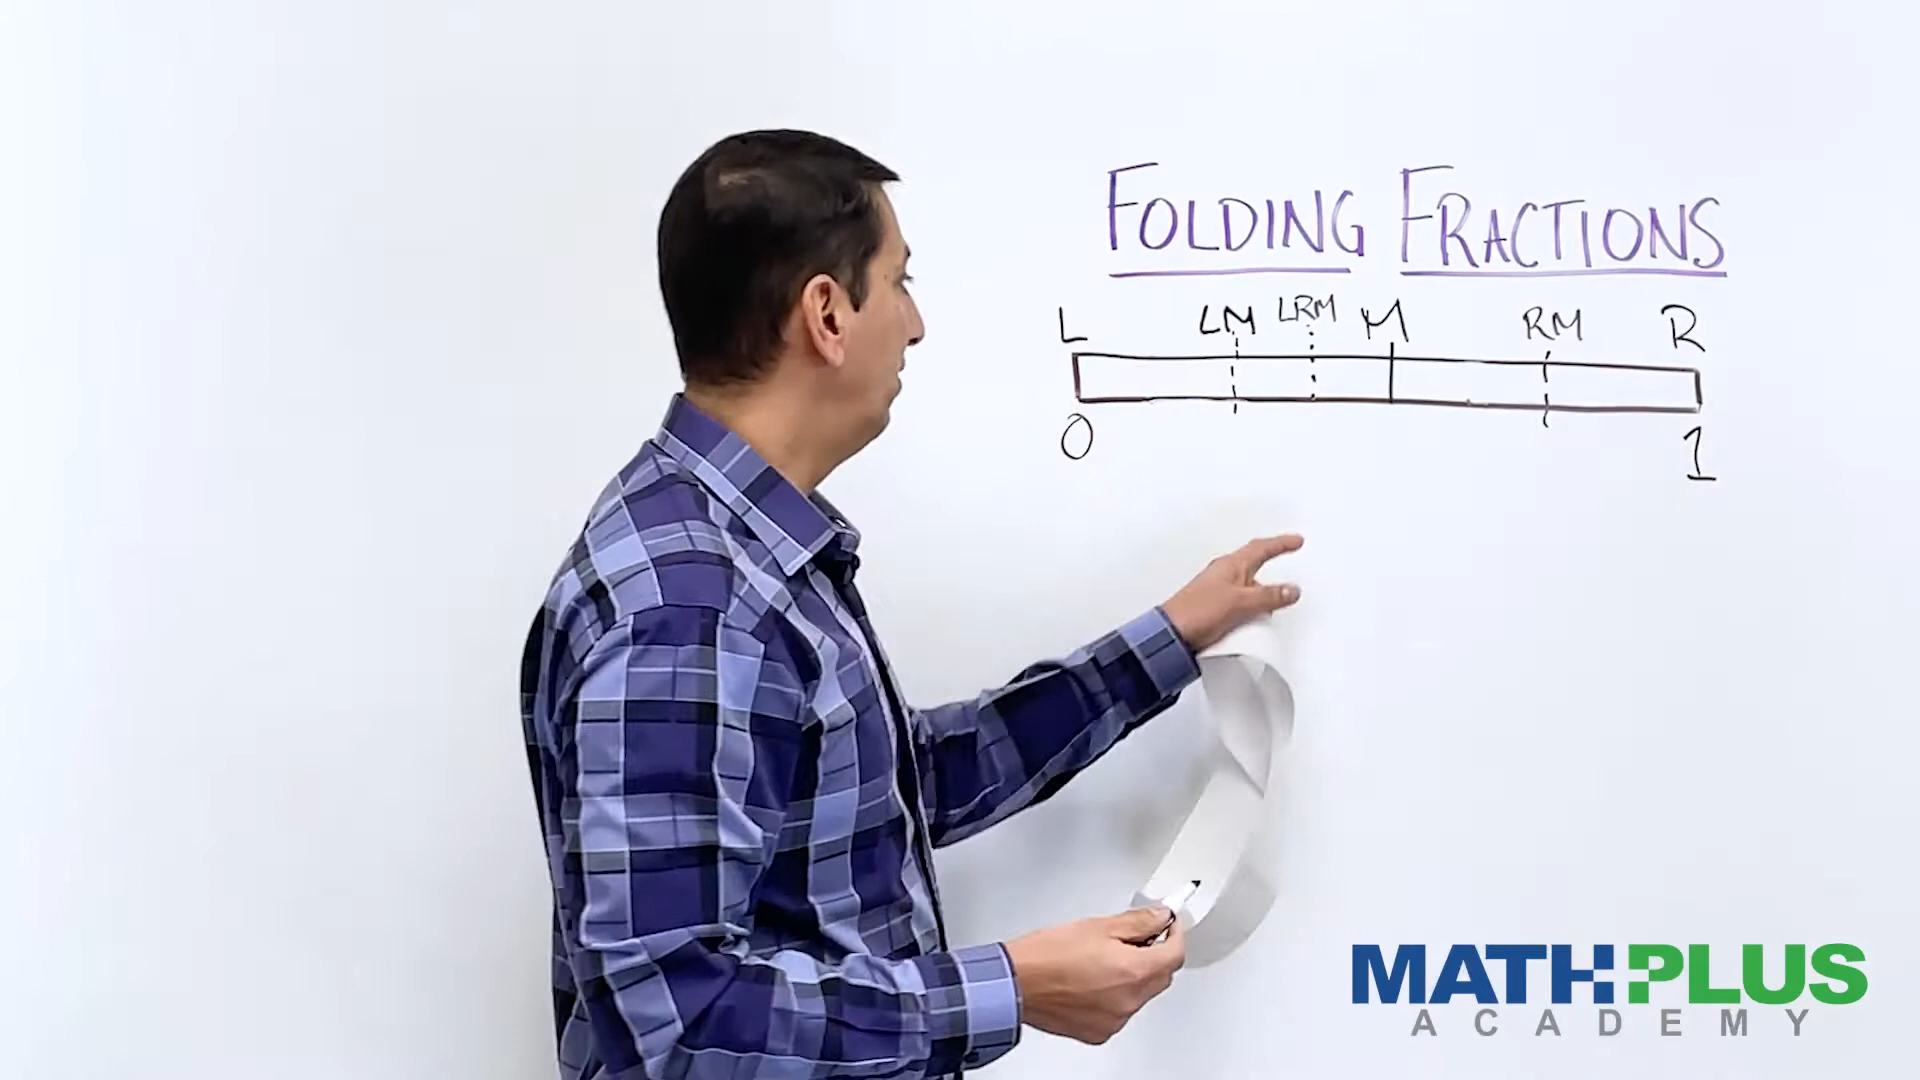 FOLDING FRACTIONS
L LM LRM M RM R
0 1
MATHPLUS
ACADEMY